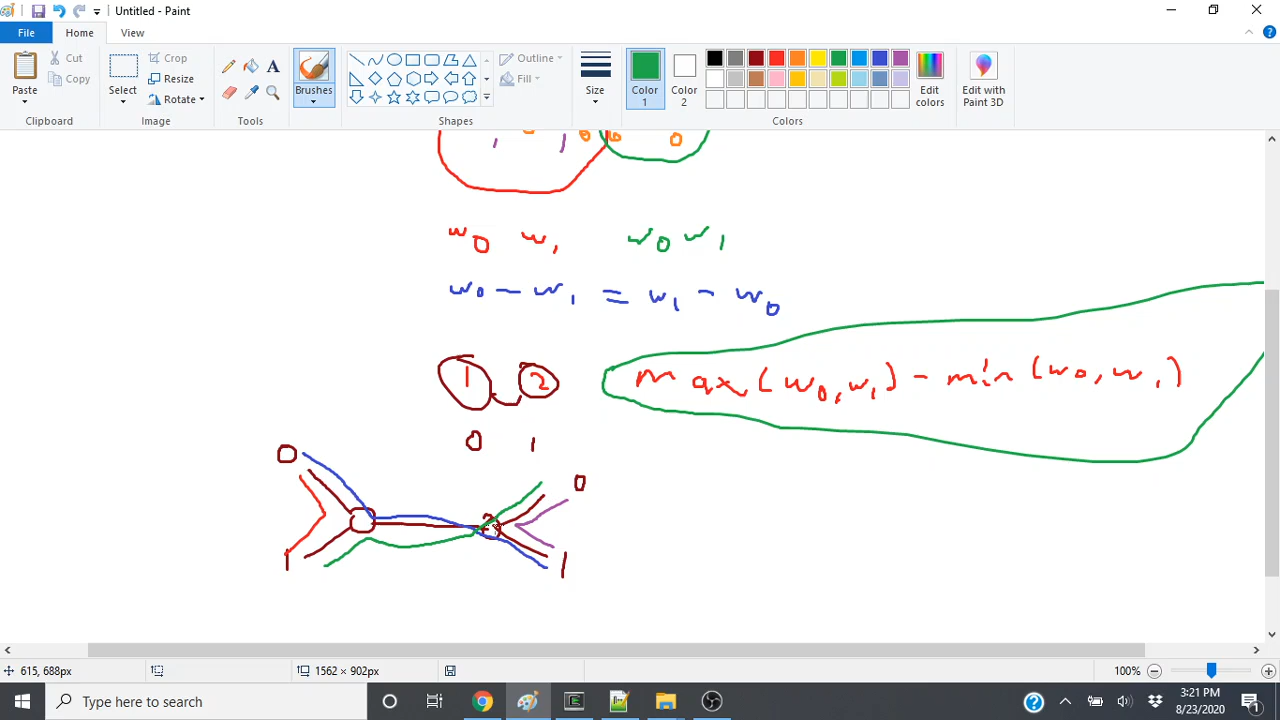 Untitled - Paint
File
Home
View
Paste
Cut
Copy
Clipboard
Select
Crop
Resize
Rotate
Image
Tools
Brushes
Outline
Fill
Shapes
Size
Color 1
Color 2
Edit colors
Colors
Edit with Paint 3D
w0 w1 w0 w1
w0 - w1 = w1 - w0
1 2
max(w0,w1) - min(w0,w1)
0 1
0 0
1 1
615, 688px
1562 × 902px
100%
Type here to search
3:21 PM
8/23/2020
1